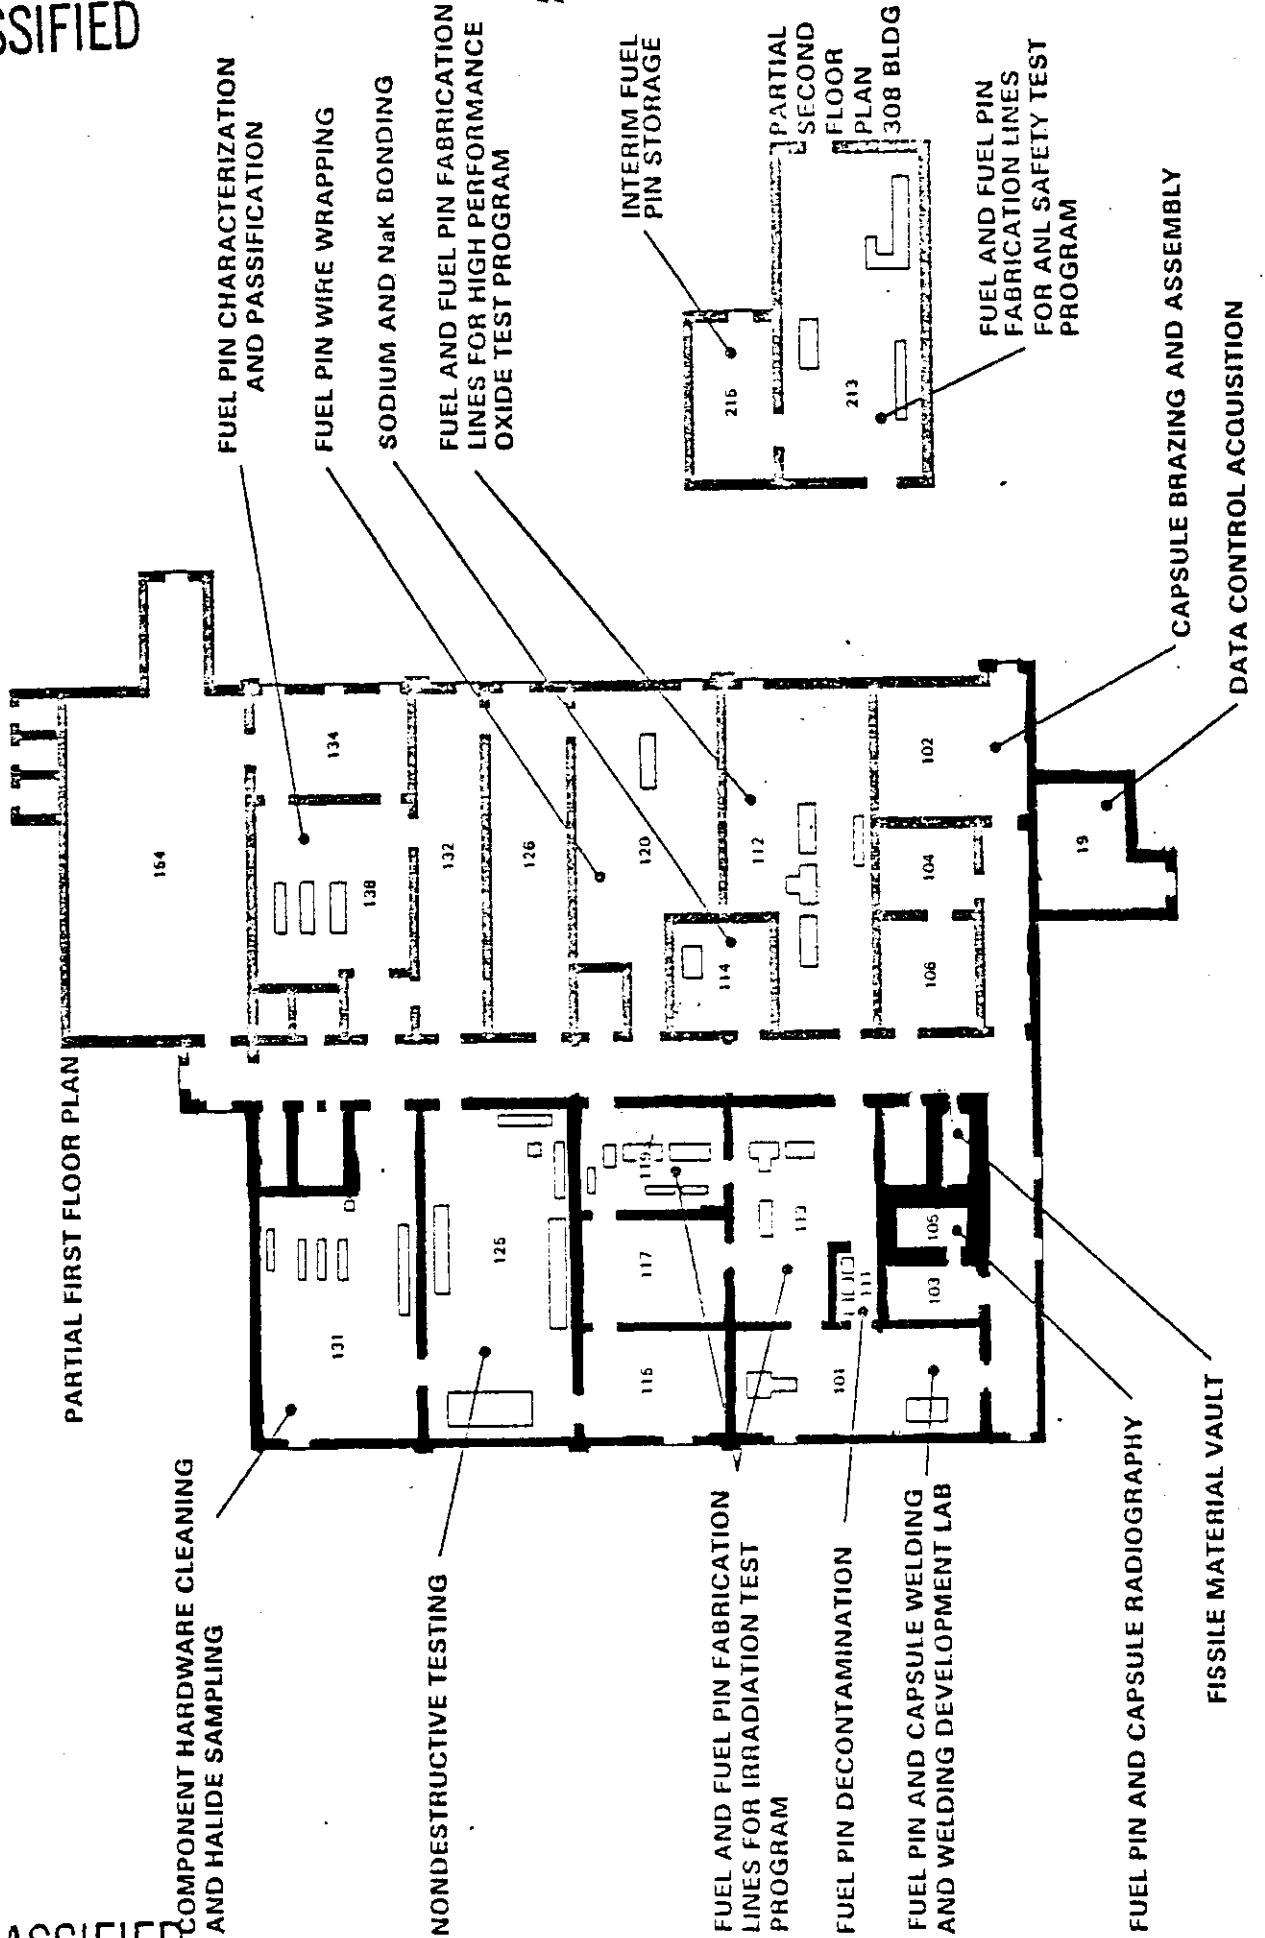 SSIFIED
PARTIAL FIRST FLOOR PLAN
COMPONENT HARDWARE CLEANING
AND HALIDE SAMPLING
NONDESTRUCTIVE TESTING
FUEL AND FUEL PIN FABRICATION
LINES FOR IRRADIATION TEST
PROGRAM
FUEL PIN DECONTAMINATION
FUEL PIN AND CAPSULE WELDING
AND WELDING DEVELOPMENT LAB
FUEL PIN AND CAPSULE RADIOGRAPHY
FISSILE MATERIAL VAULT
FUEL PIN CHARACTERIZATION
AND PASSIFICATION
FUEL PIN WIRE WRAPPING
SODIUM AND NaK BONDING
FUEL AND FUEL PIN FABRICATION
LINES FOR HIGH PERFORMANCE
OXIDE TEST PROGRAM
INTERIM FUEL
PIN STORAGE
PARTIAL
SECOND
FLOOR
PLAN
308 BLDG
FUEL AND FUEL PIN
FABRICATION LINES
FOR ANL SAFETY TEST
PROGRAM
CAPSULE BRAZING AND ASSEMBLY
DATA CONTROL ACQUISITION
164
134
138
132
126
120
112
114
102
104
106
19
131
125
119
117
116
113
111
101
103
105
216
213
ASSIFIED